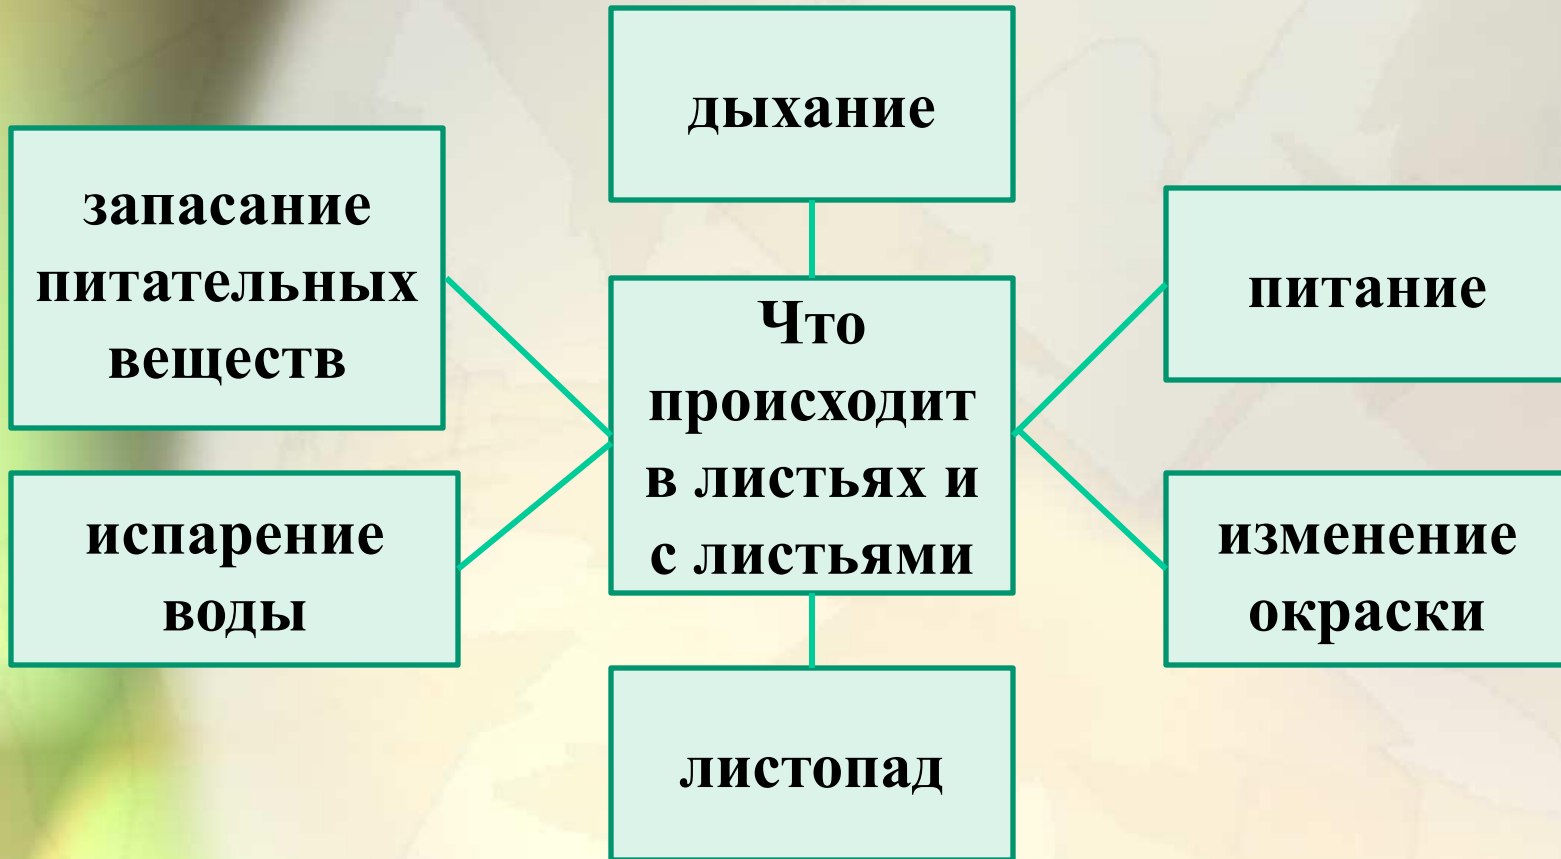 дыхание
запасание
питательных
веществ
питание
Что
происходит
в листьях и
с листьями
испарение
воды
изменение
окраски
листопад